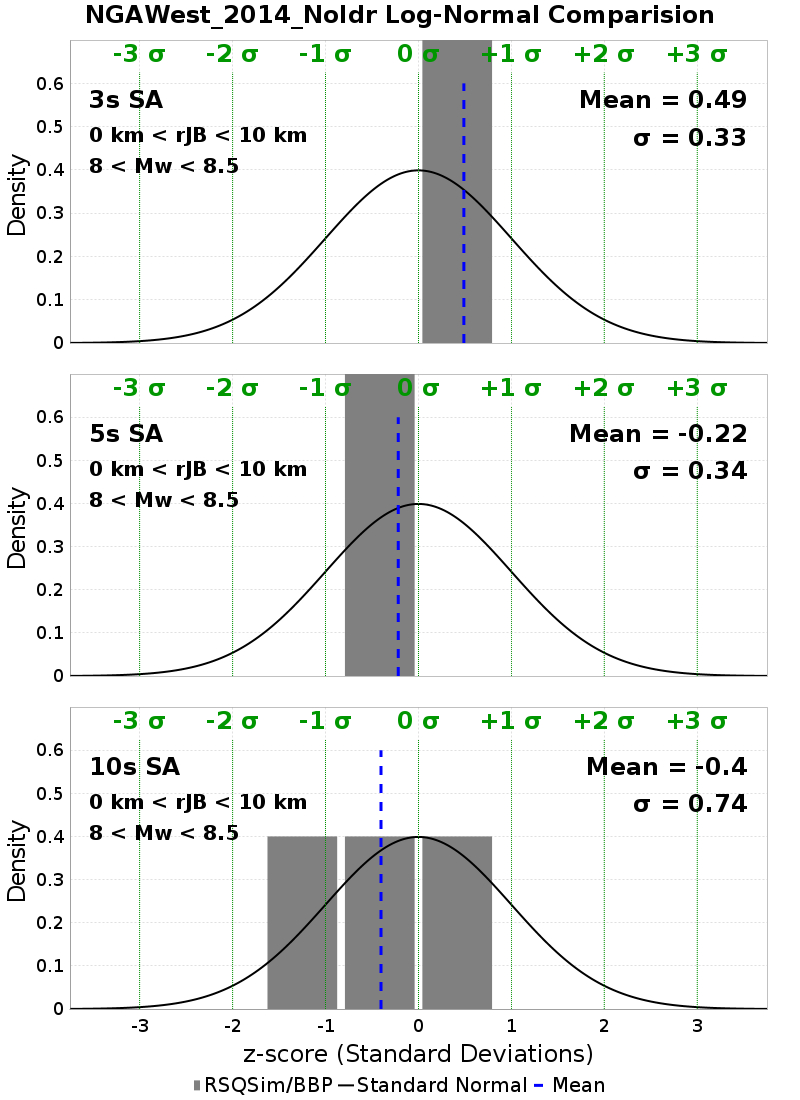 NGAWest_2014_NoIdr Log-Normal Comparision
-3 σ -2 σ -1 σ 0 σ +1 σ +2 σ +3 σ
3s SA
Mean = 0.49
0 km < rJB < 10 km
σ = 0.33
8 < Mw < 8.5
0.6
0.5
0.4
0.3
0.2
0.1
0
Density
-3 σ -2 σ -1 σ 0 σ +1 σ +2 σ +3 σ
5s SA
Mean = -0.22
0 km < rJB < 10 km
σ = 0.34
8 < Mw < 8.5
0.6
0.5
0.4
0.3
0.2
0.1
0
Density
-3 σ -2 σ -1 σ 0 σ +1 σ +2 σ +3 σ
10s SA
Mean = -0.4
0 km < rJB < 10 km
σ = 0.74
8 < Mw < 8.5
0.6
0.5
0.4
0.3
0.2
0.1
0
Density
-3 -2 -1 0 1 2 3
z-score (Standard Deviations)
RSQSim/BBP Standard Normal Mean